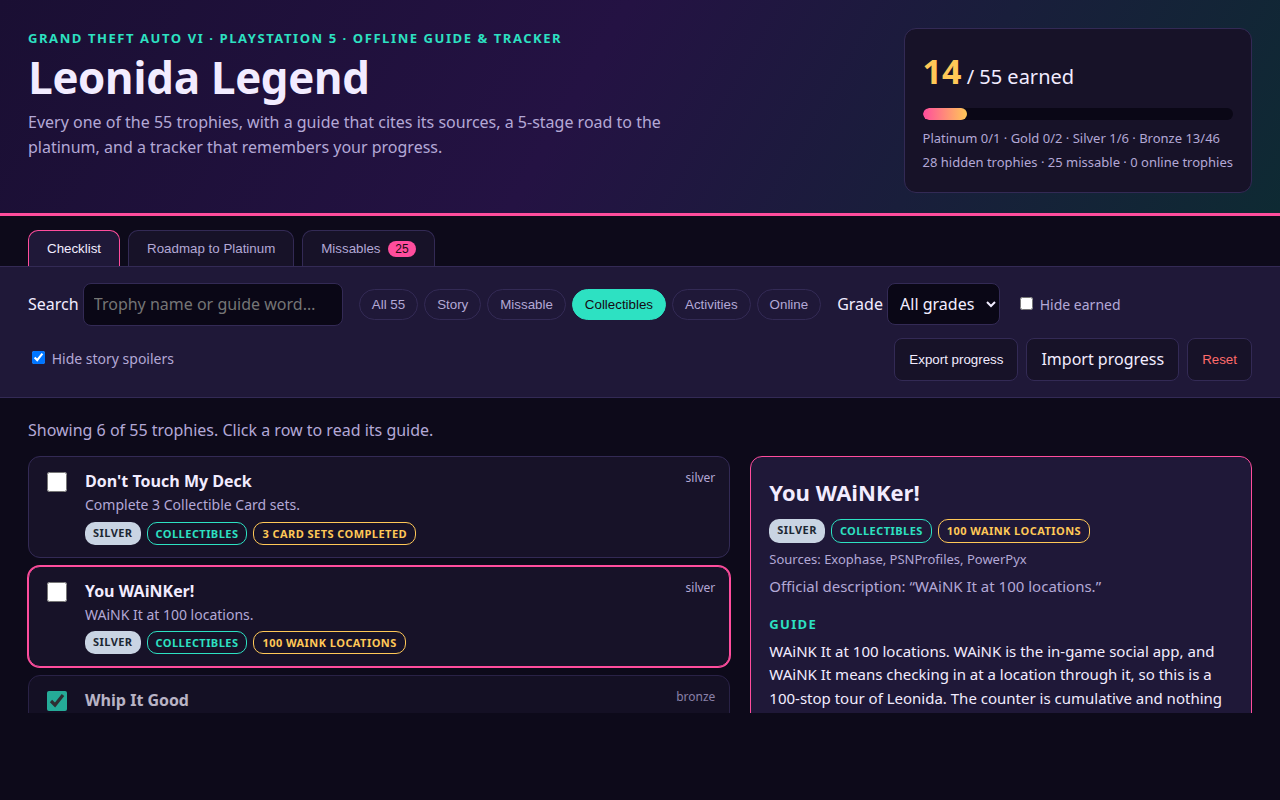 GRAND THEFT AUTO VI · PLAYSTATION 5 · OFFLINE GUIDE & TRACKER
Leonida Legend
Every one of the 55 trophies, with a guide that cites its sources, a 5-stage road to the
platinum, and a tracker that remembers your progress.
14 / 55 earned
Platinum 0/1 · Gold 0/2 · Silver 1/6 · Bronze 13/46
28 hidden trophies · 25 missable · 0 online trophies
Checklist
Roadmap to Platinum
Missables 25
Search
Trophy name or guide word...
All 55
Story
Missable
Collectibles
Activities
Online
Grade
All grades
Hide earned
Hide story spoilers
Export progress
Import progress
Reset
Showing 6 of 55 trophies. Click a row to read its guide.
Don't Touch My Deck
silver
Complete 3 Collectible Card sets.
SILVER
COLLECTIBLES
3 CARD SETS COMPLETED
You WAiNKer!
silver
WAiNK It at 100 locations.
SILVER
COLLECTIBLES
100 WAINK LOCATIONS
Whip It Good
bronze
You WAiNKer!
SILVER
COLLECTIBLES
100 WAINK LOCATIONS
Sources: Exophase, PSNProfiles, PowerPyx
Official description: “WAiNK It at 100 locations.”
GUIDE
WAiNK It at 100 locations. WAiNK is the in-game social app, and
WAiNK It means checking in at a location through it, so this is a
100-stop tour of Leonida. The counter is cumulative and nothing